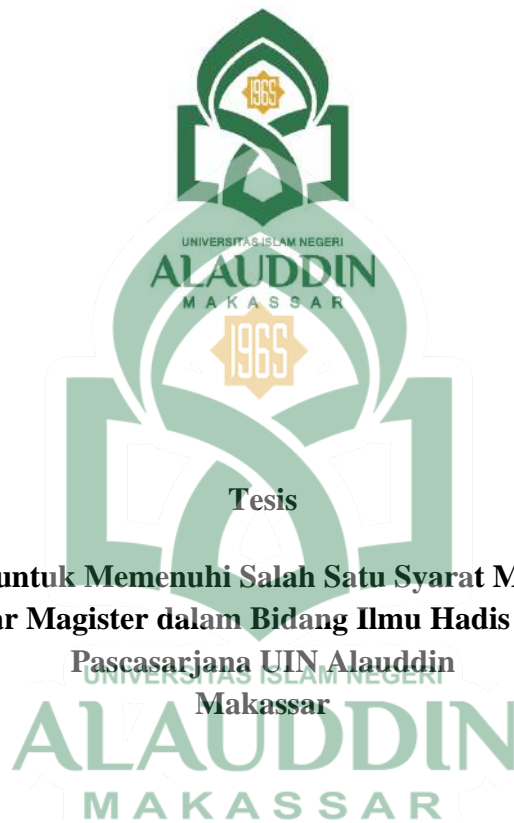 1965
UNIVERSITAS ISLAM NEGERI
ALAUDDIN
MAKASSAR
1965
Tesis
untuk Memenuhi Salah Satu Syarat M
ar Magister dalam Bidang Ilmu Hadis
Pascasarjana UIN Alauddin
UNIVERSITAS ISLAM NEGERI
Makassar
ALAUDDIN
MAKASSAR